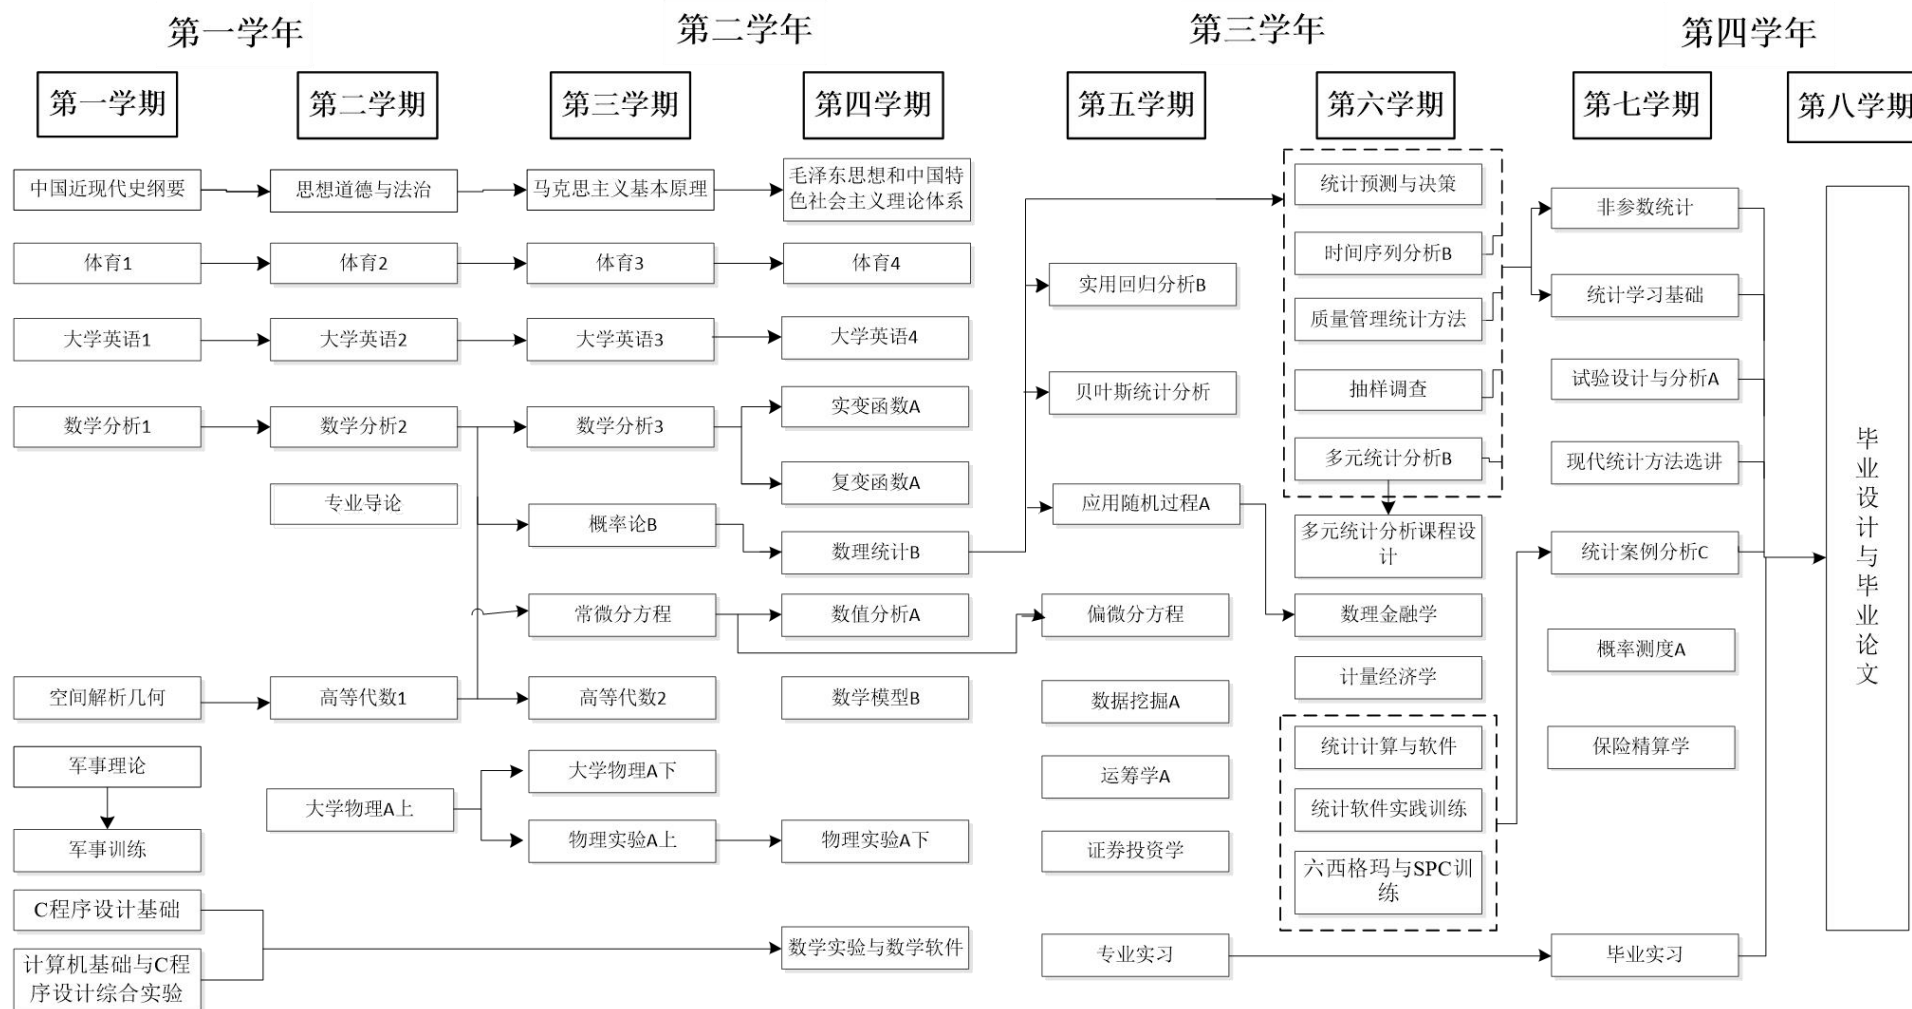 第一学年
第二学年
第三学年
第四学年
第一学期
第二学期
第三学期
第四学期
第五学期
第六学期
第七学期
第八学期
中国近现代史纲要
思想道德与法治
马克思主义基本原理
毛泽东思想和中国特
色社会主义理论体系
体育1
体育2
体育3
体育4
大学英语1
大学英语2
大学英语3
大学英语4
数学分析1
数学分析2
数学分析3
实变函数A
复变函数A
专业导论
概率论B
数理统计B
常微分方程
数值分析A
空间解析几何
高等代数1
高等代数2
数学模型B
军事理论
军事训练
大学物理A上
大学物理A下
物理实验A上
物理实验A下
C程序设计基础
计算机基础与C程
序设计综合实验
数学实验与数学软件
实用回归分析B
贝叶斯统计分析
应用随机过程A
偏微分方程
数据挖掘A
运筹学A
证券投资学
专业实习
统计预测与决策
时间序列分析B
质量管理统计方法
抽样调查
多元统计分析B
多元统计分析课程设
计
数理金融学
计量经济学
统计计算与软件
统计软件实践训练
六西格玛与SPC训
练
非参数统计
统计学习基础
试验设计与分析A
现代统计方法选讲
统计案例分析C
概率测度A
保险精算学
毕业实习
毕业设计与毕业论文